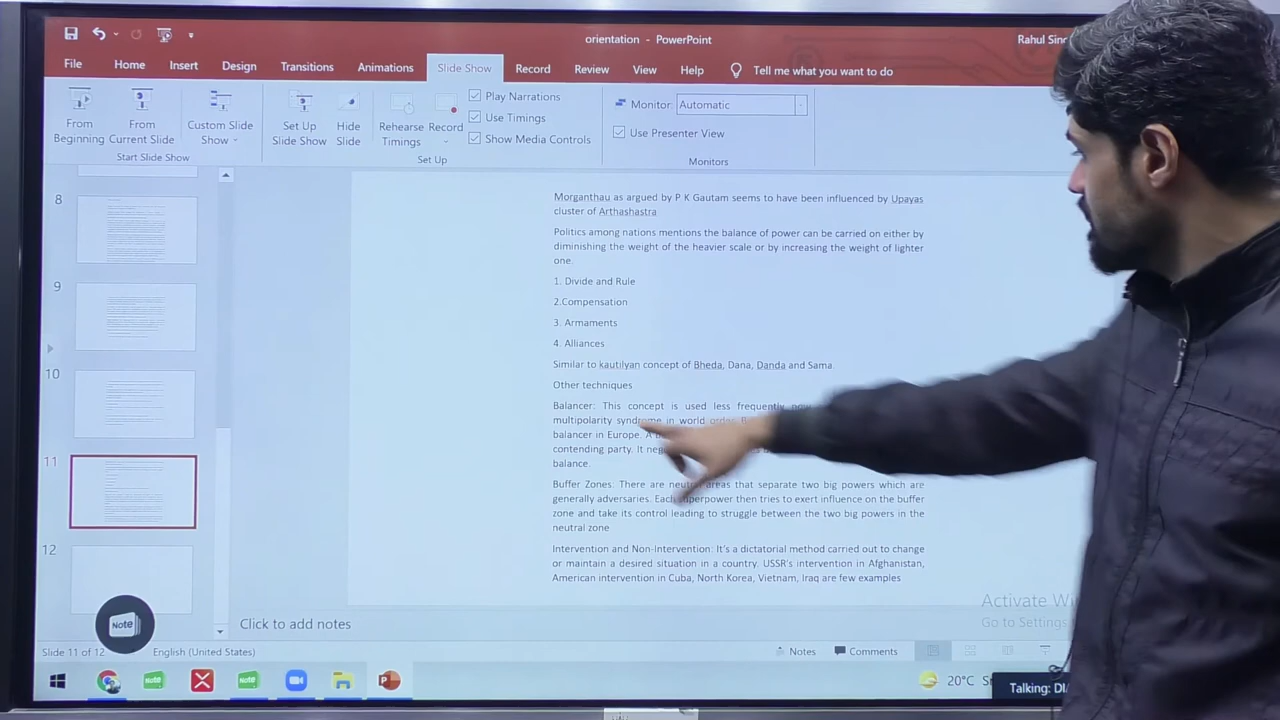 orientation - PowerPoint
Rahul
File Home Insert Design Transitions Animations Slide Show Record Review View Help Tell me what you want to do
From Beginning
From Current Slide
Custom Slide Show
Set Up Slide Show
Hide Slide
Rehearse Timings
Record
Play Narrations
Use Timings
Show Media Controls
Monitor: Automatic
Use Presenter View
Start Slide Show
Set Up
Monitors
8
9
10
11
12
Morganthau as argued by P K Gautam seems to have been influenced by Upayas
cluster of Arthashastra
Politics among nations mentions the balance of power can be carried on either by
diminishing the weight of the heavier scale or by increasing the weight of lighter
one.
1. Divide and Rule
2.Compensation
3. Armaments
4. Alliances
Similar to kautilyan concept of Bheda, Dana, Danda and Sama
Other techniques
Balancer: This concept is used less frequently
multipolarity syndrome in world
balancer in Europe. A
contending party. It
balance.
Buffer Zones: There are neutral areas that separate two big powers which are
generally adversaries. Each superpower then tries to exert influence on the buffer
zone and take its control leading to struggle between the two big powers in the
neutral zone
Intervention and Non-Intervention: It's a dictatorial method carried out to change
or maintain a desired situation in a country. USSR's intervention in Afghanistan,
American intervention in Cuba, North Korea, Vietnam, Iraq are few examples
Activate
Go to Settings
Note
Click to add notes
Slide 11 of 12 English (United States)
Notes Comments
Note
Note
20°C
Talking: